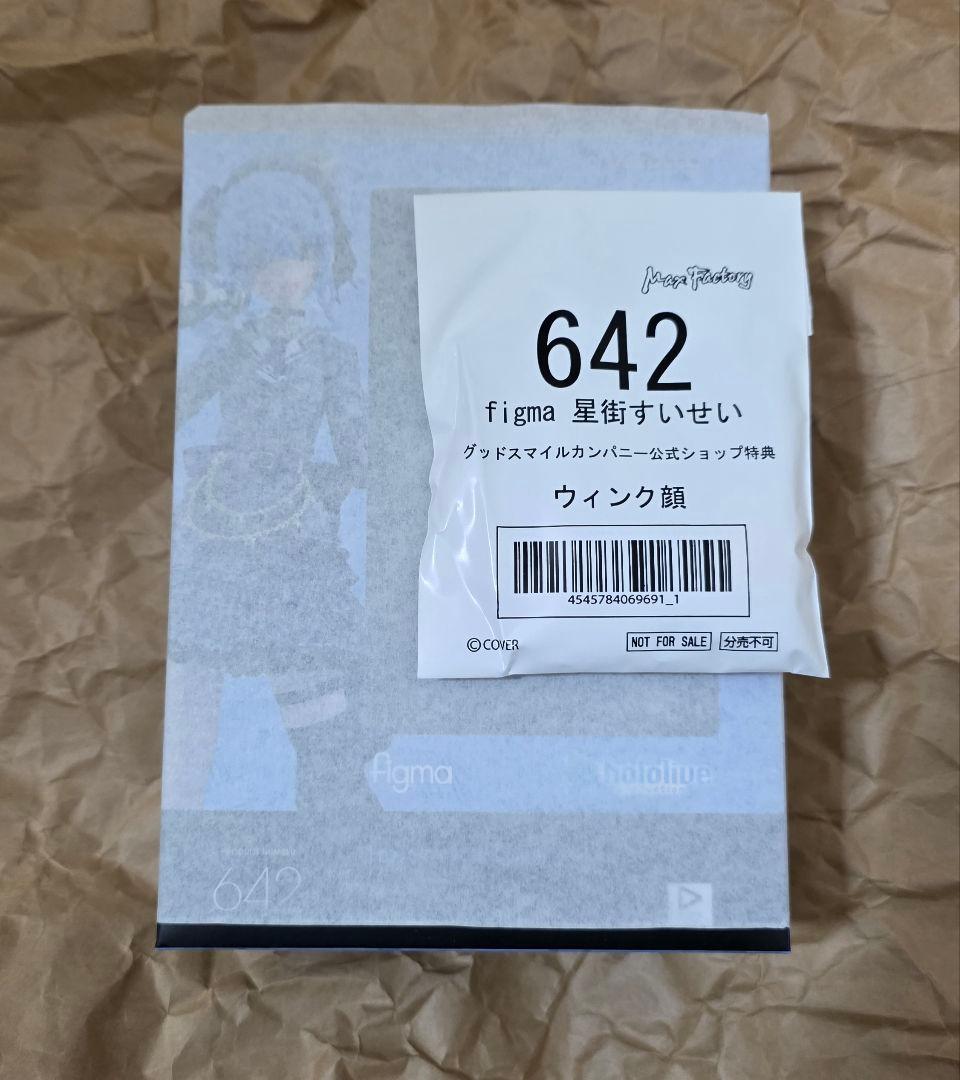 Max Factory
642
figma 星街すいせい
グッドスマイルカンパニー公式ショップ特典
ウィンク顔
4545784069691_1
©COVER
NOT FOR SALE
分売不可
figma
hololive
PRODUCT NUMBER
642